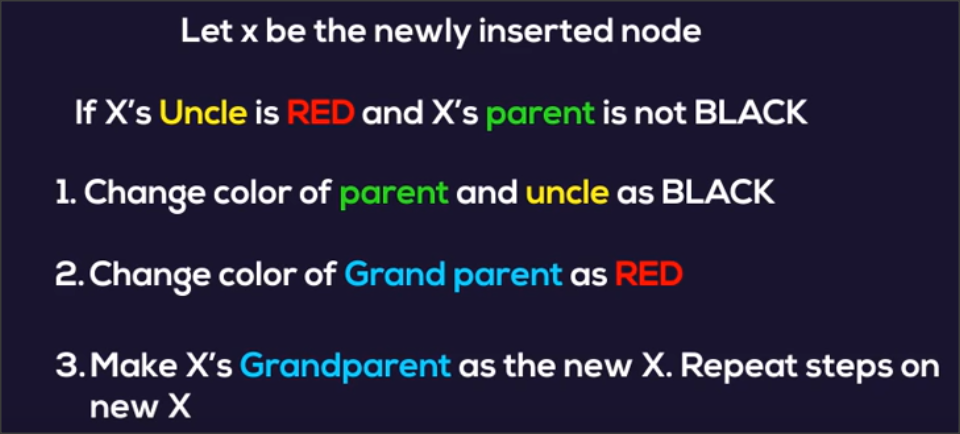 Let x be the newly inserted node
If X's Uncle is RED and X's parent is not BLACK
1. Change color of parent and uncle as BLACK
2. Change color of Grand parent as RED
3. Make X's Grandparent as the new X. Repeat steps on
new X